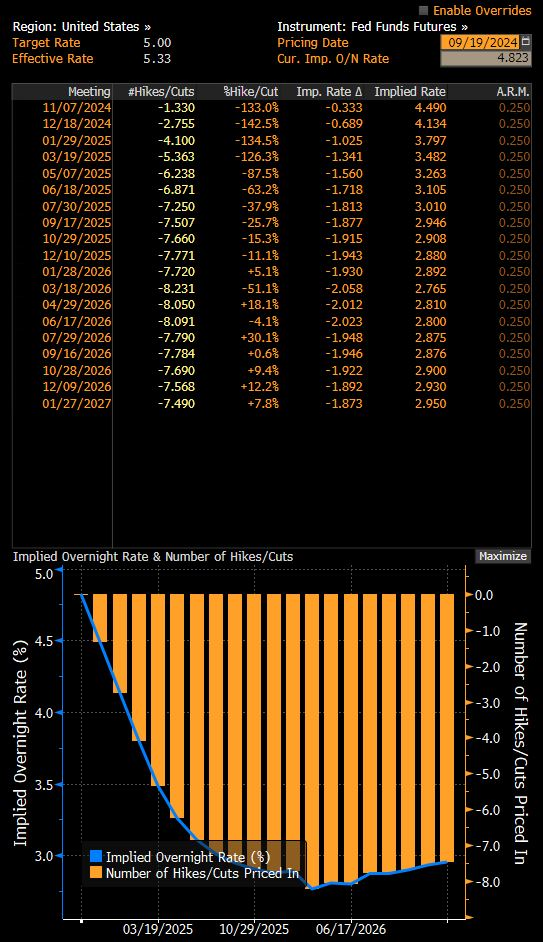 Enable Overrides
Region: United States » Instrument: Fed Funds Futures »
Target Rate 5.00 Pricing Date 09/19/2024
Effective Rate 5.33 Cur. Imp. O/N Rate 4.823
Meeting #Hikes/Cuts %Hike/Cut Imp. Rate Δ Implied Rate A.R.M.
11/07/2024 -1.330 -133.0% -0.333 4.490 0.250
12/18/2024 -2.755 -142.5% -0.689 4.134 0.250
01/29/2025 -4.100 -134.5% -1.025 3.797 0.250
03/19/2025 -5.363 -126.3% -1.341 3.482 0.250
05/07/2025 -6.238 -87.5% -1.560 3.263 0.250
06/18/2025 -6.871 -63.2% -1.718 3.105 0.250
07/30/2025 -7.250 -37.9% -1.813 3.010 0.250
09/17/2025 -7.507 -25.7% -1.877 2.946 0.250
10/29/2025 -7.660 -15.3% -1.915 2.908 0.250
12/10/2025 -7.771 -11.1% -1.943 2.880 0.250
01/28/2026 -7.720 +5.1% -1.930 2.892 0.250
03/18/2026 -8.231 -51.1% -2.058 2.765 0.250
04/29/2026 -8.050 +18.1% -2.012 2.810 0.250
06/17/2026 -8.091 -4.1% -2.023 2.800 0.250
07/29/2026 -7.790 +30.1% -1.948 2.875 0.250
09/16/2026 -7.784 +0.6% -1.946 2.876 0.250
10/28/2026 -7.690 +9.4% -1.922 2.900 0.250
12/09/2026 -7.568 +12.2% -1.892 2.930 0.250
01/27/2027 -7.490 +7.8% -1.873 2.950 0.250
Implied Overnight Rate & Number of Hikes/Cuts Maximize
5.0
4.5
4.0
3.5
3.0
Implied Overnight Rate (%)
0.0
-1.0
-2.0
-3.0
-4.0
-5.0
-6.0
-7.0
-8.0
Number of Hikes/Cuts Priced In
Implied Overnight Rate (%)
Number of Hikes/Cuts Priced In
03/19/2025 10/29/2025 06/17/2026